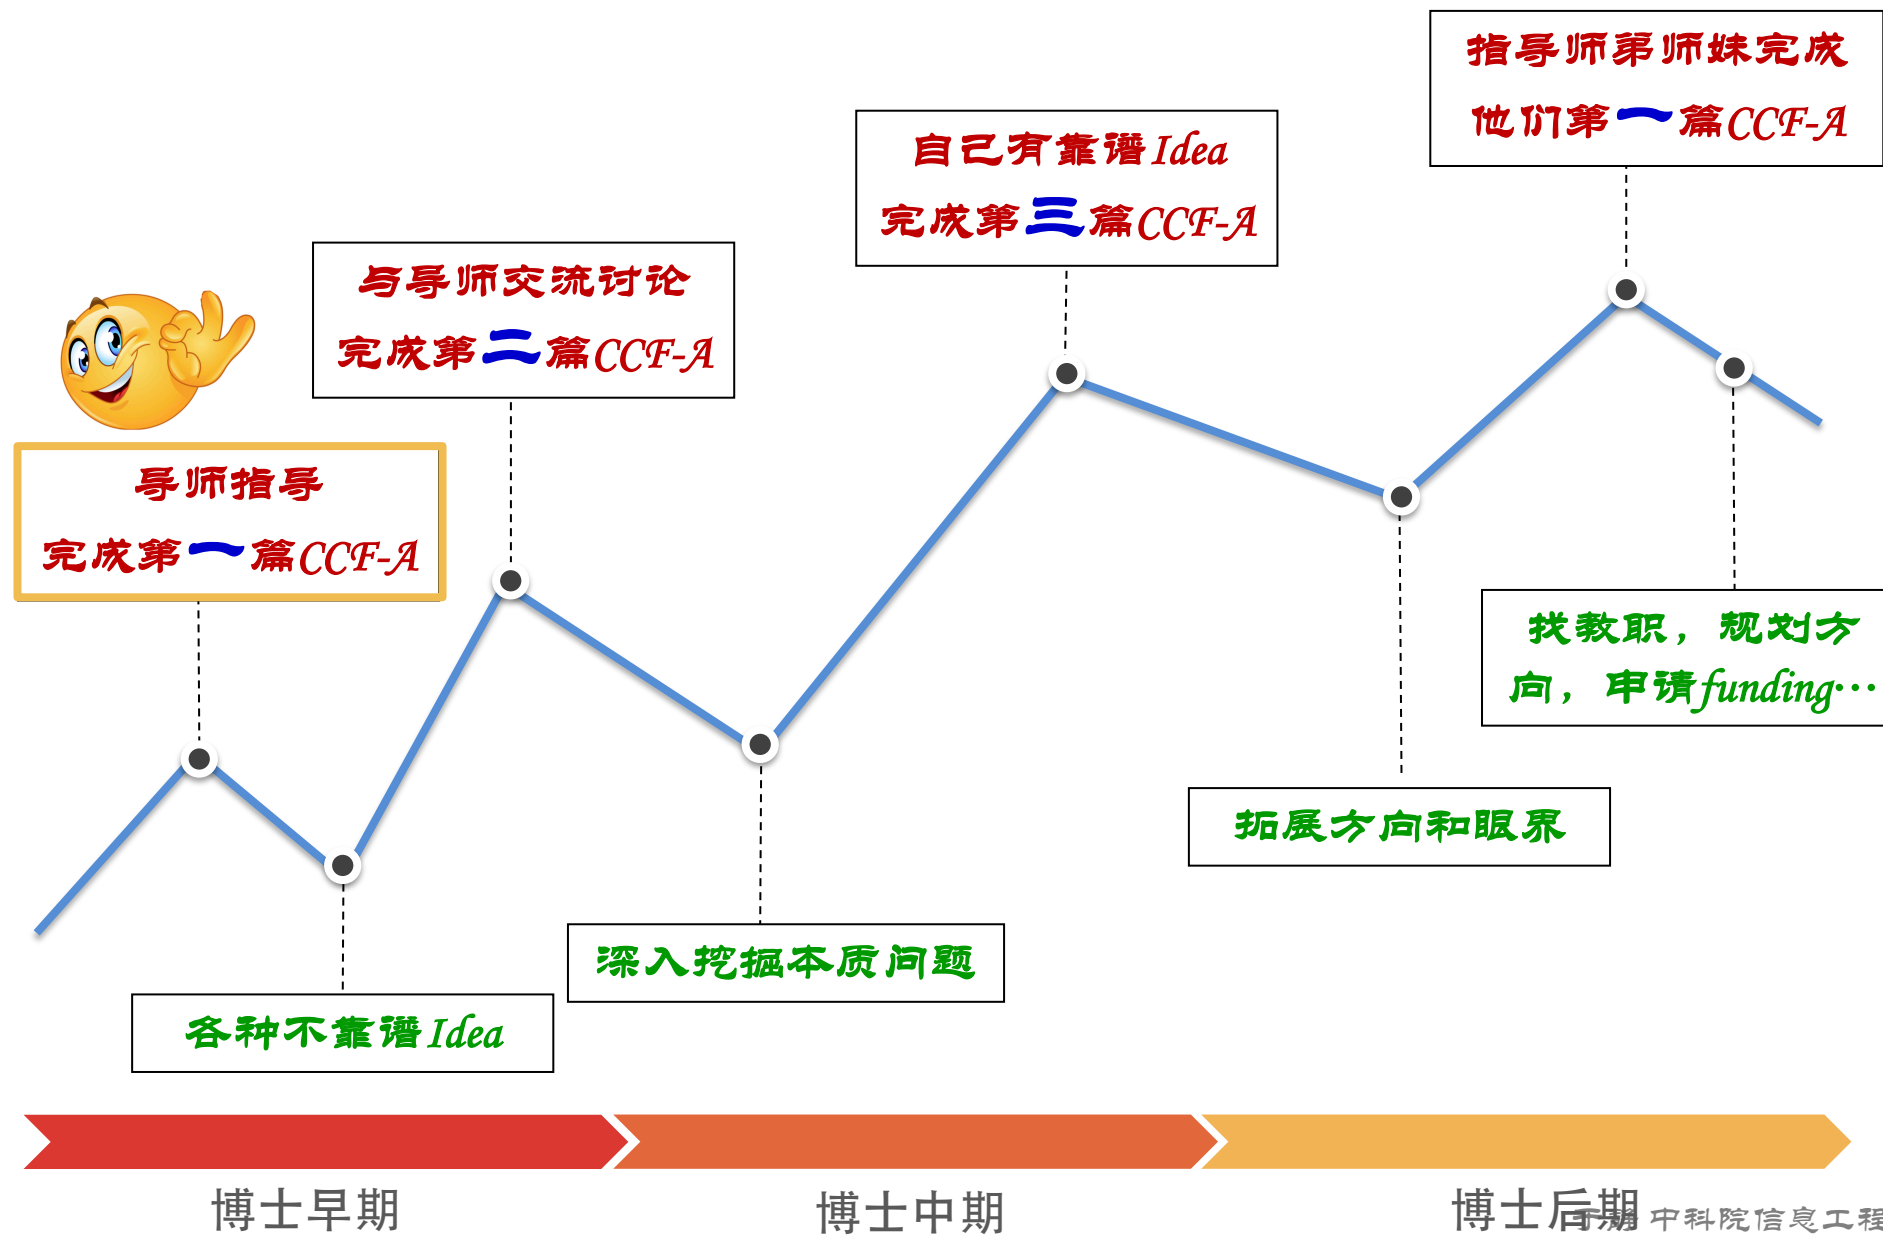 指导师弟师妹完成
他们第一篇CCF-A
自己有靠谱Idea
完成第三篇CCF-A
与导师交流讨论
完成第二篇CCF-A
导师指导
完成第一篇CCF-A
找教职，规划方
向，申请funding…
拓展方向和眼界
深入挖掘本质问题
各种不靠谱Idea
博士早期
博士中期
博士后期
中科院信息工程